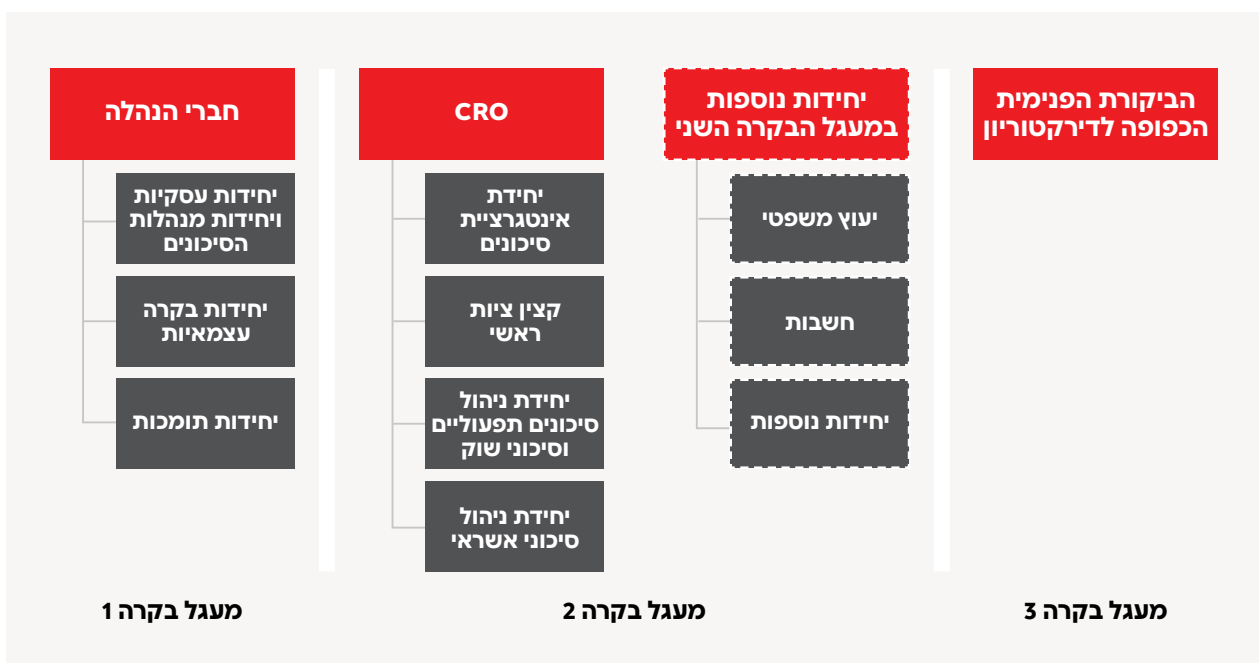 חברי הנהלה
יחידות עסקיות
ויחידות מנהלות
הסיכונים
יחידות בקרה
עצמאיות
יחידות תומכות
מעגל בקרה 1
CRO
יחידת
אינטגרציית
סיכונים
קצין ציות
ראשי
יחידת ניהול
סיכונים תפעוליים
וסיכוני שוק
יחידת ניהול
סיכוני אשראי
יחידות נוספות
במעגל הבקרה השני
יעוץ משפטי
חשבות
יחידות נוספות
מעגל בקרה 2
הביקורת הפנימית
הכפופה לדירקטוריון
מעגל בקרה 3